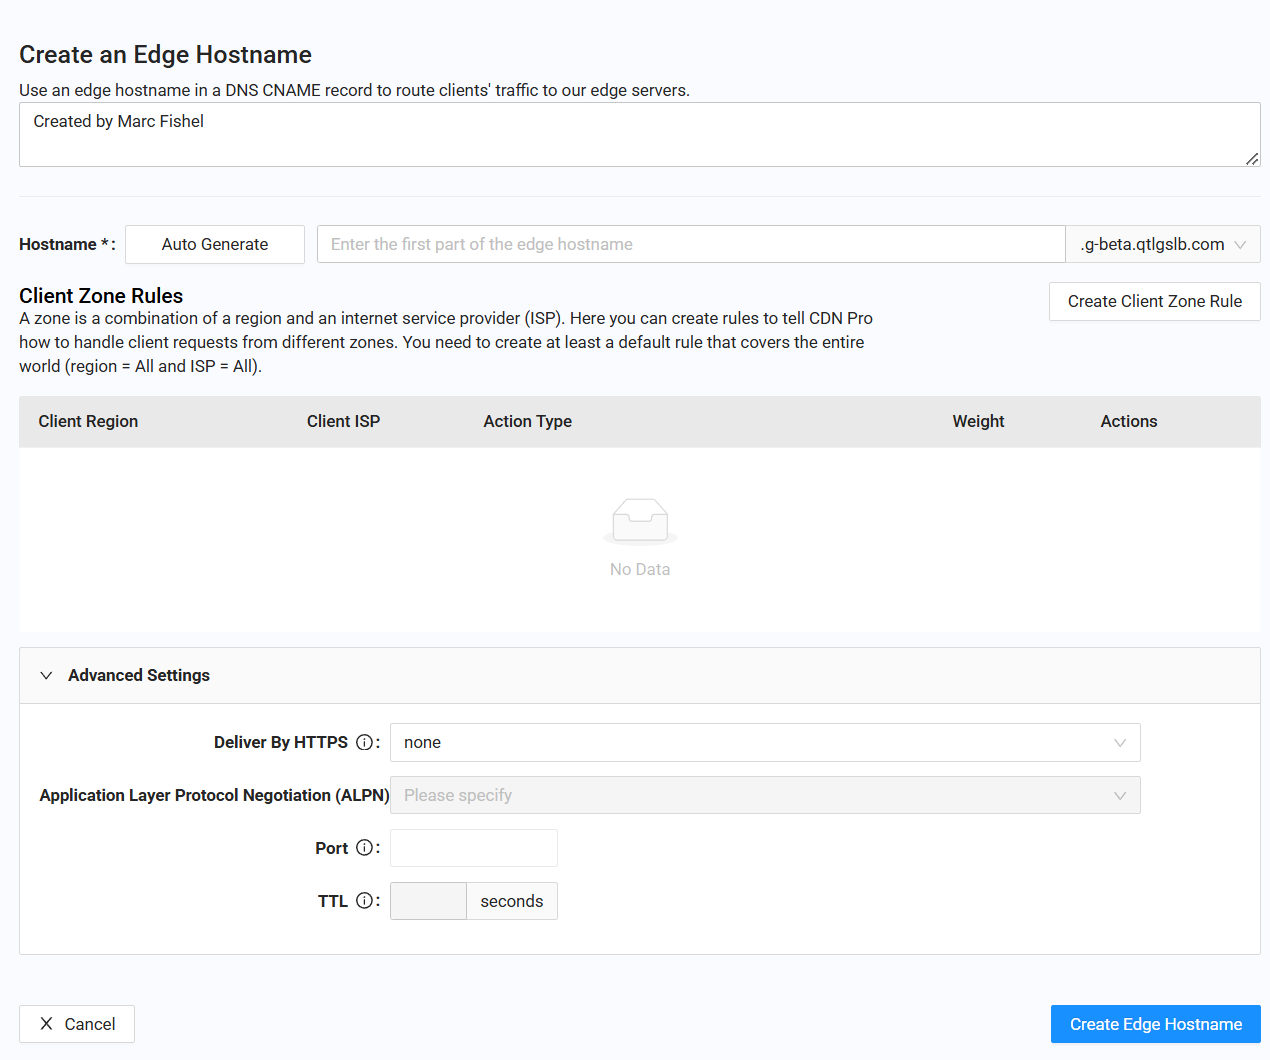 Create an Edge Hostname
Use an edge hostname in a DNS CNAME record to route clients' traffic to our edge servers.
Created by Marc Fishel
Hostname * : Auto Generate Enter the first part of the edge hostname .g-beta.qtlgslb.com
Client Zone Rules
Create Client Zone Rule
A zone is a combination of a region and an internet service provider (ISP). Here you can create rules to tell CDN Pro
how to handle client requests from different zones. You need to create at least a default rule that covers the entire
world (region = All and ISP = All).
Client Region Client ISP Action Type Weight Actions
No Data
Advanced Settings
Deliver By HTTPS : none
Application Layer Protocol Negotiation (ALPN) Please specify
Port :
TTL : seconds
Cancel Create Edge Hostname